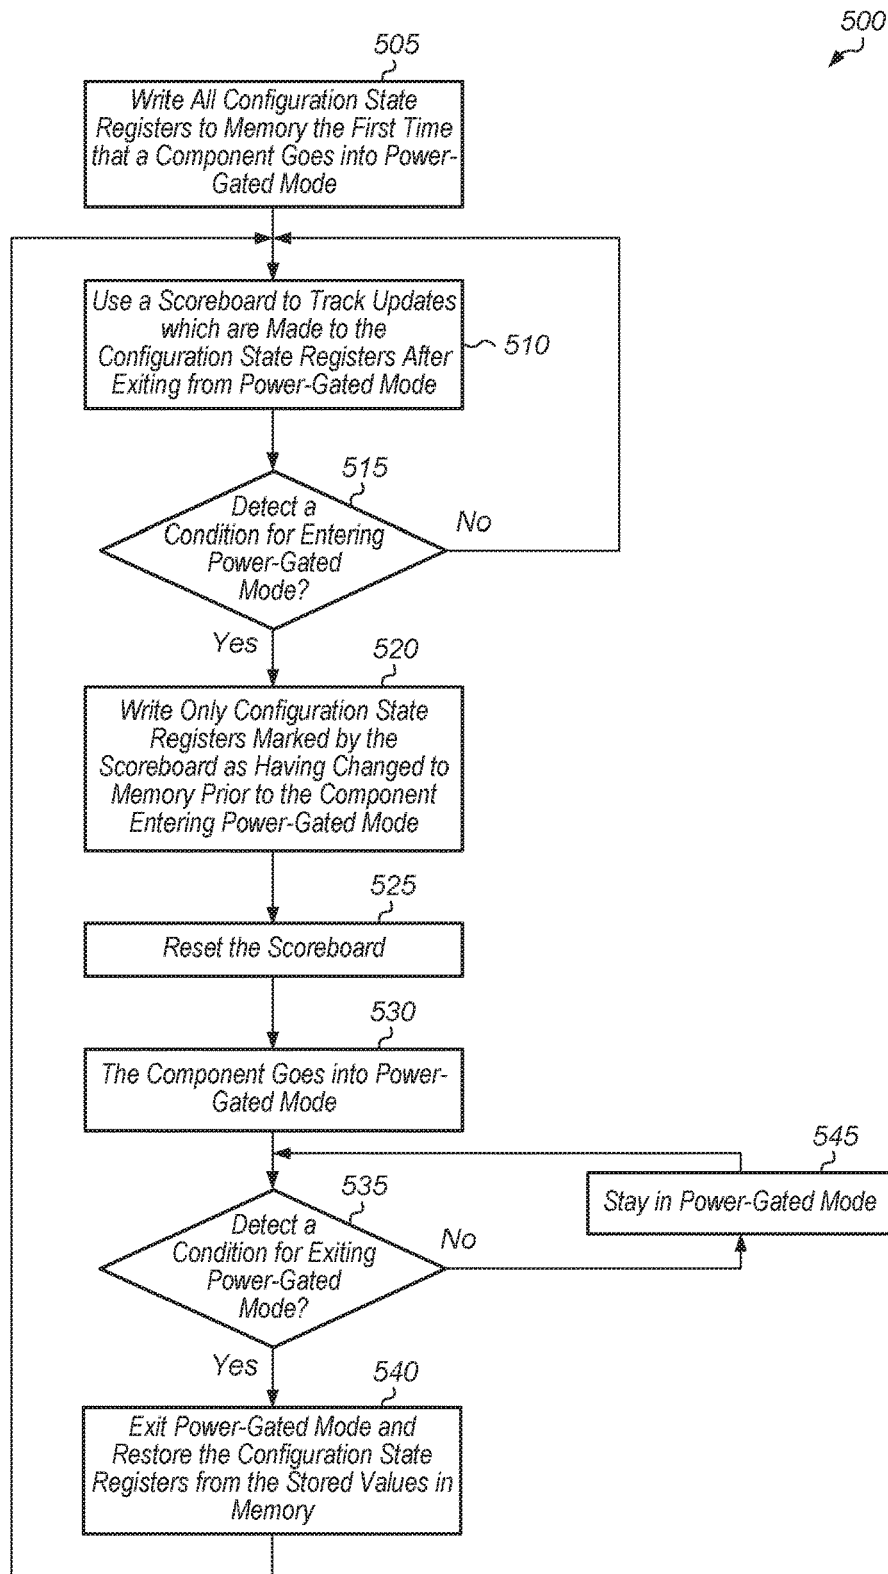 500
505
Write All Configuration State
Registers to Memory the First Time
that a Component Goes into Power-
Gated Mode
Use a Scoreboard to Track Updates
which are Made to the
Configuration State Registers After
Exiting from Power-Gated Mode
510
515
Detect a
Condition for Entering
Power-Gated
Mode?
No
Yes
520
Write Only Configuration State
Registers Marked by the
Scoreboard as Having Changed to
Memory Prior to the Component
Entering Power-Gated Mode
525
Reset the Scoreboard
530
The Component Goes into Power-
Gated Mode
545
Stay in Power-Gated Mode
535
Detect a
Condition for Exiting
Power-Gated
Mode?
No
Yes
540
Exit Power-Gated Mode and
Restore the Configuration State
Registers from the Stored Values in
Memory